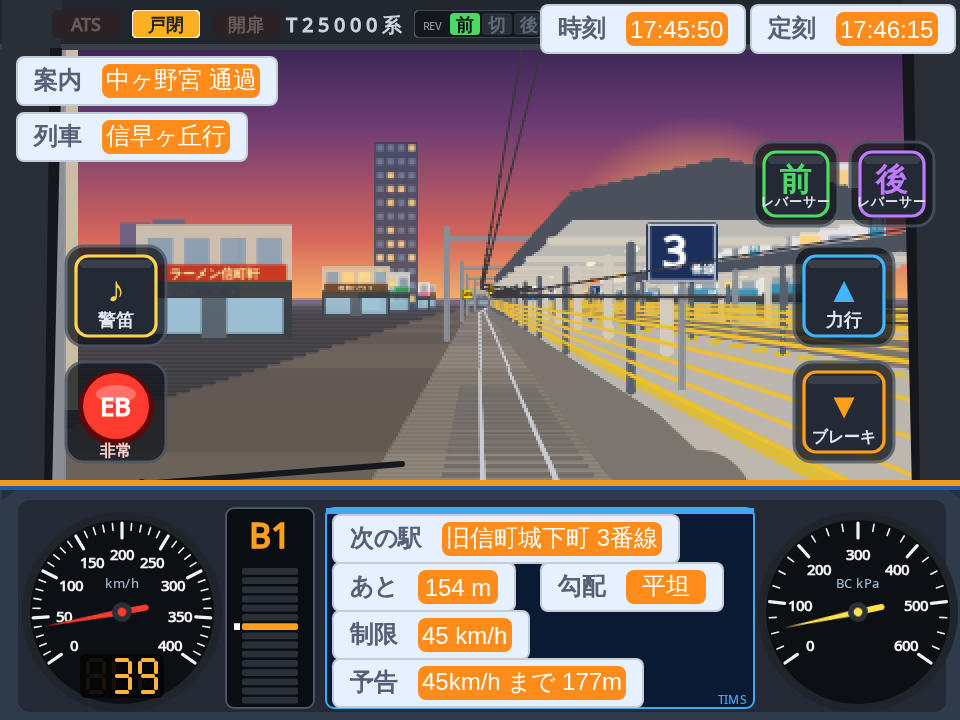 ATS 戸閉 開扉 T25000系 REV 前 切 後
時刻 17:45:50 定刻 17:46:15
案内 中ヶ野宮 通過
列車 信早ヶ丘行
前 レバーサー
後 レバーサー
3 番線
ラーメン信町軒
♪ 警笛
▲ 力行
EB 非常
▼ ブレーキ
B1
次の駅 旧信町城下町 3番線
あと 154 m 勾配 平坦
制限 45 km/h
予告 45km/h まで 177m
TIMS
0 50 100 150 200 250 300 350 400
km/h
39
0 100 200 300 400 500 600
BC kPa